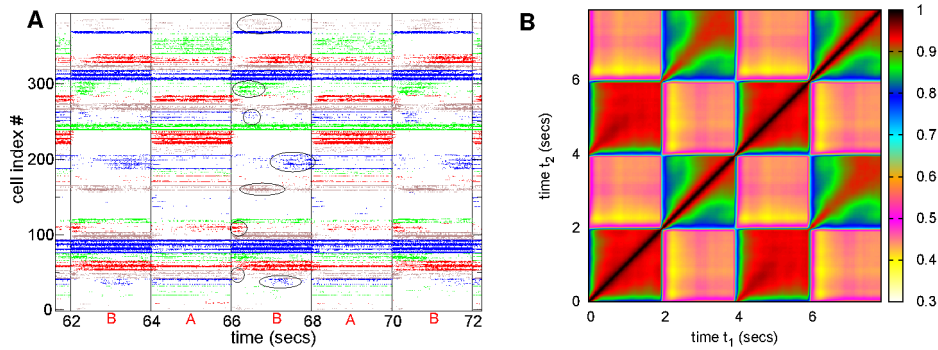 A
cell index #
300
200
100
0
62 64 66 68 70 72
B A B A B
time (secs)
B
time t₂ (secs)
6
4
2
0
0 2 4 6
time t₁ (secs)
1
0.9
0.8
0.7
0.6
0.5
0.4
0.3